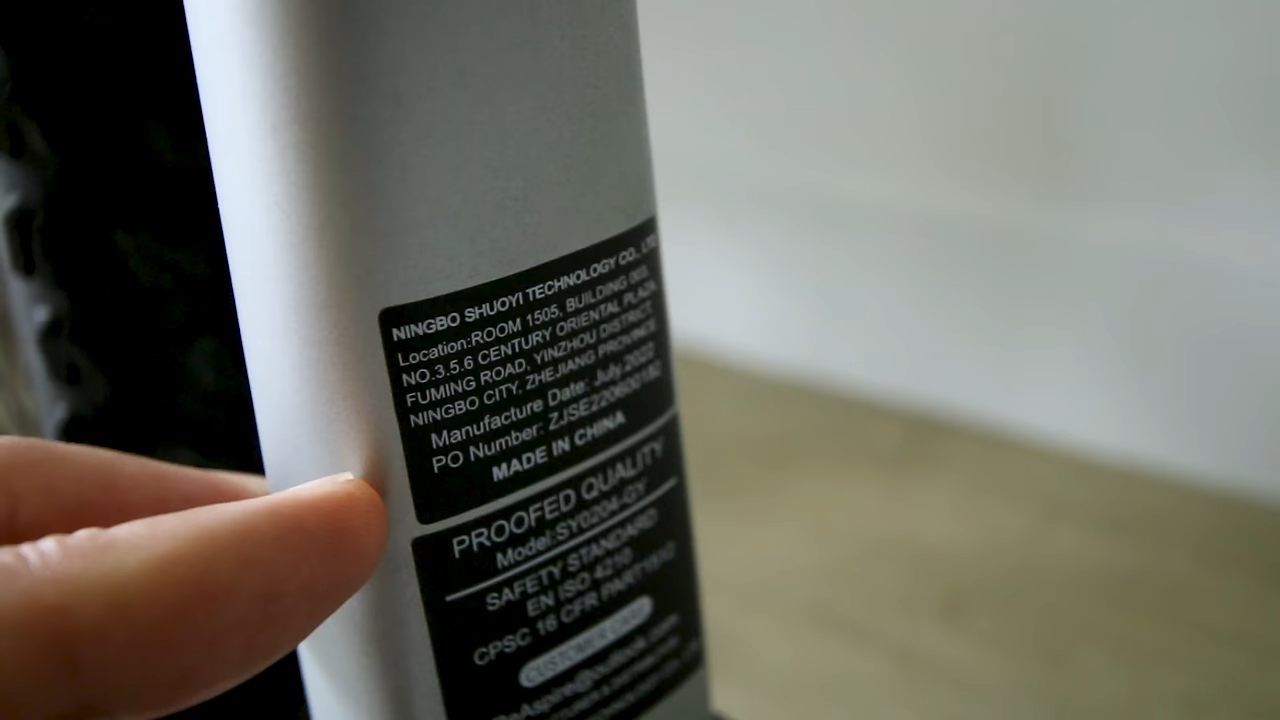 NINGBO SHUOYI TECHNOLOGY CO., LTD
Location:ROOM 1505, BUILDING 003,
NO.3.5.6 CENTURY ORIENTAL PLAZA
FUMING ROAD, YINZHOU DISTRICT,
NINGBO CITY, ZHEJIANG PROVINCE
Manufacture Date: July.2022
PO Number: ZJSE220600182
MADE IN CHINA
PROOFED QUALITY
Model:SY0204-GY
SAFETY STANDARD
EN ISO 4210
CPSC 16 CFR PART1512
CUSTOMER CARE